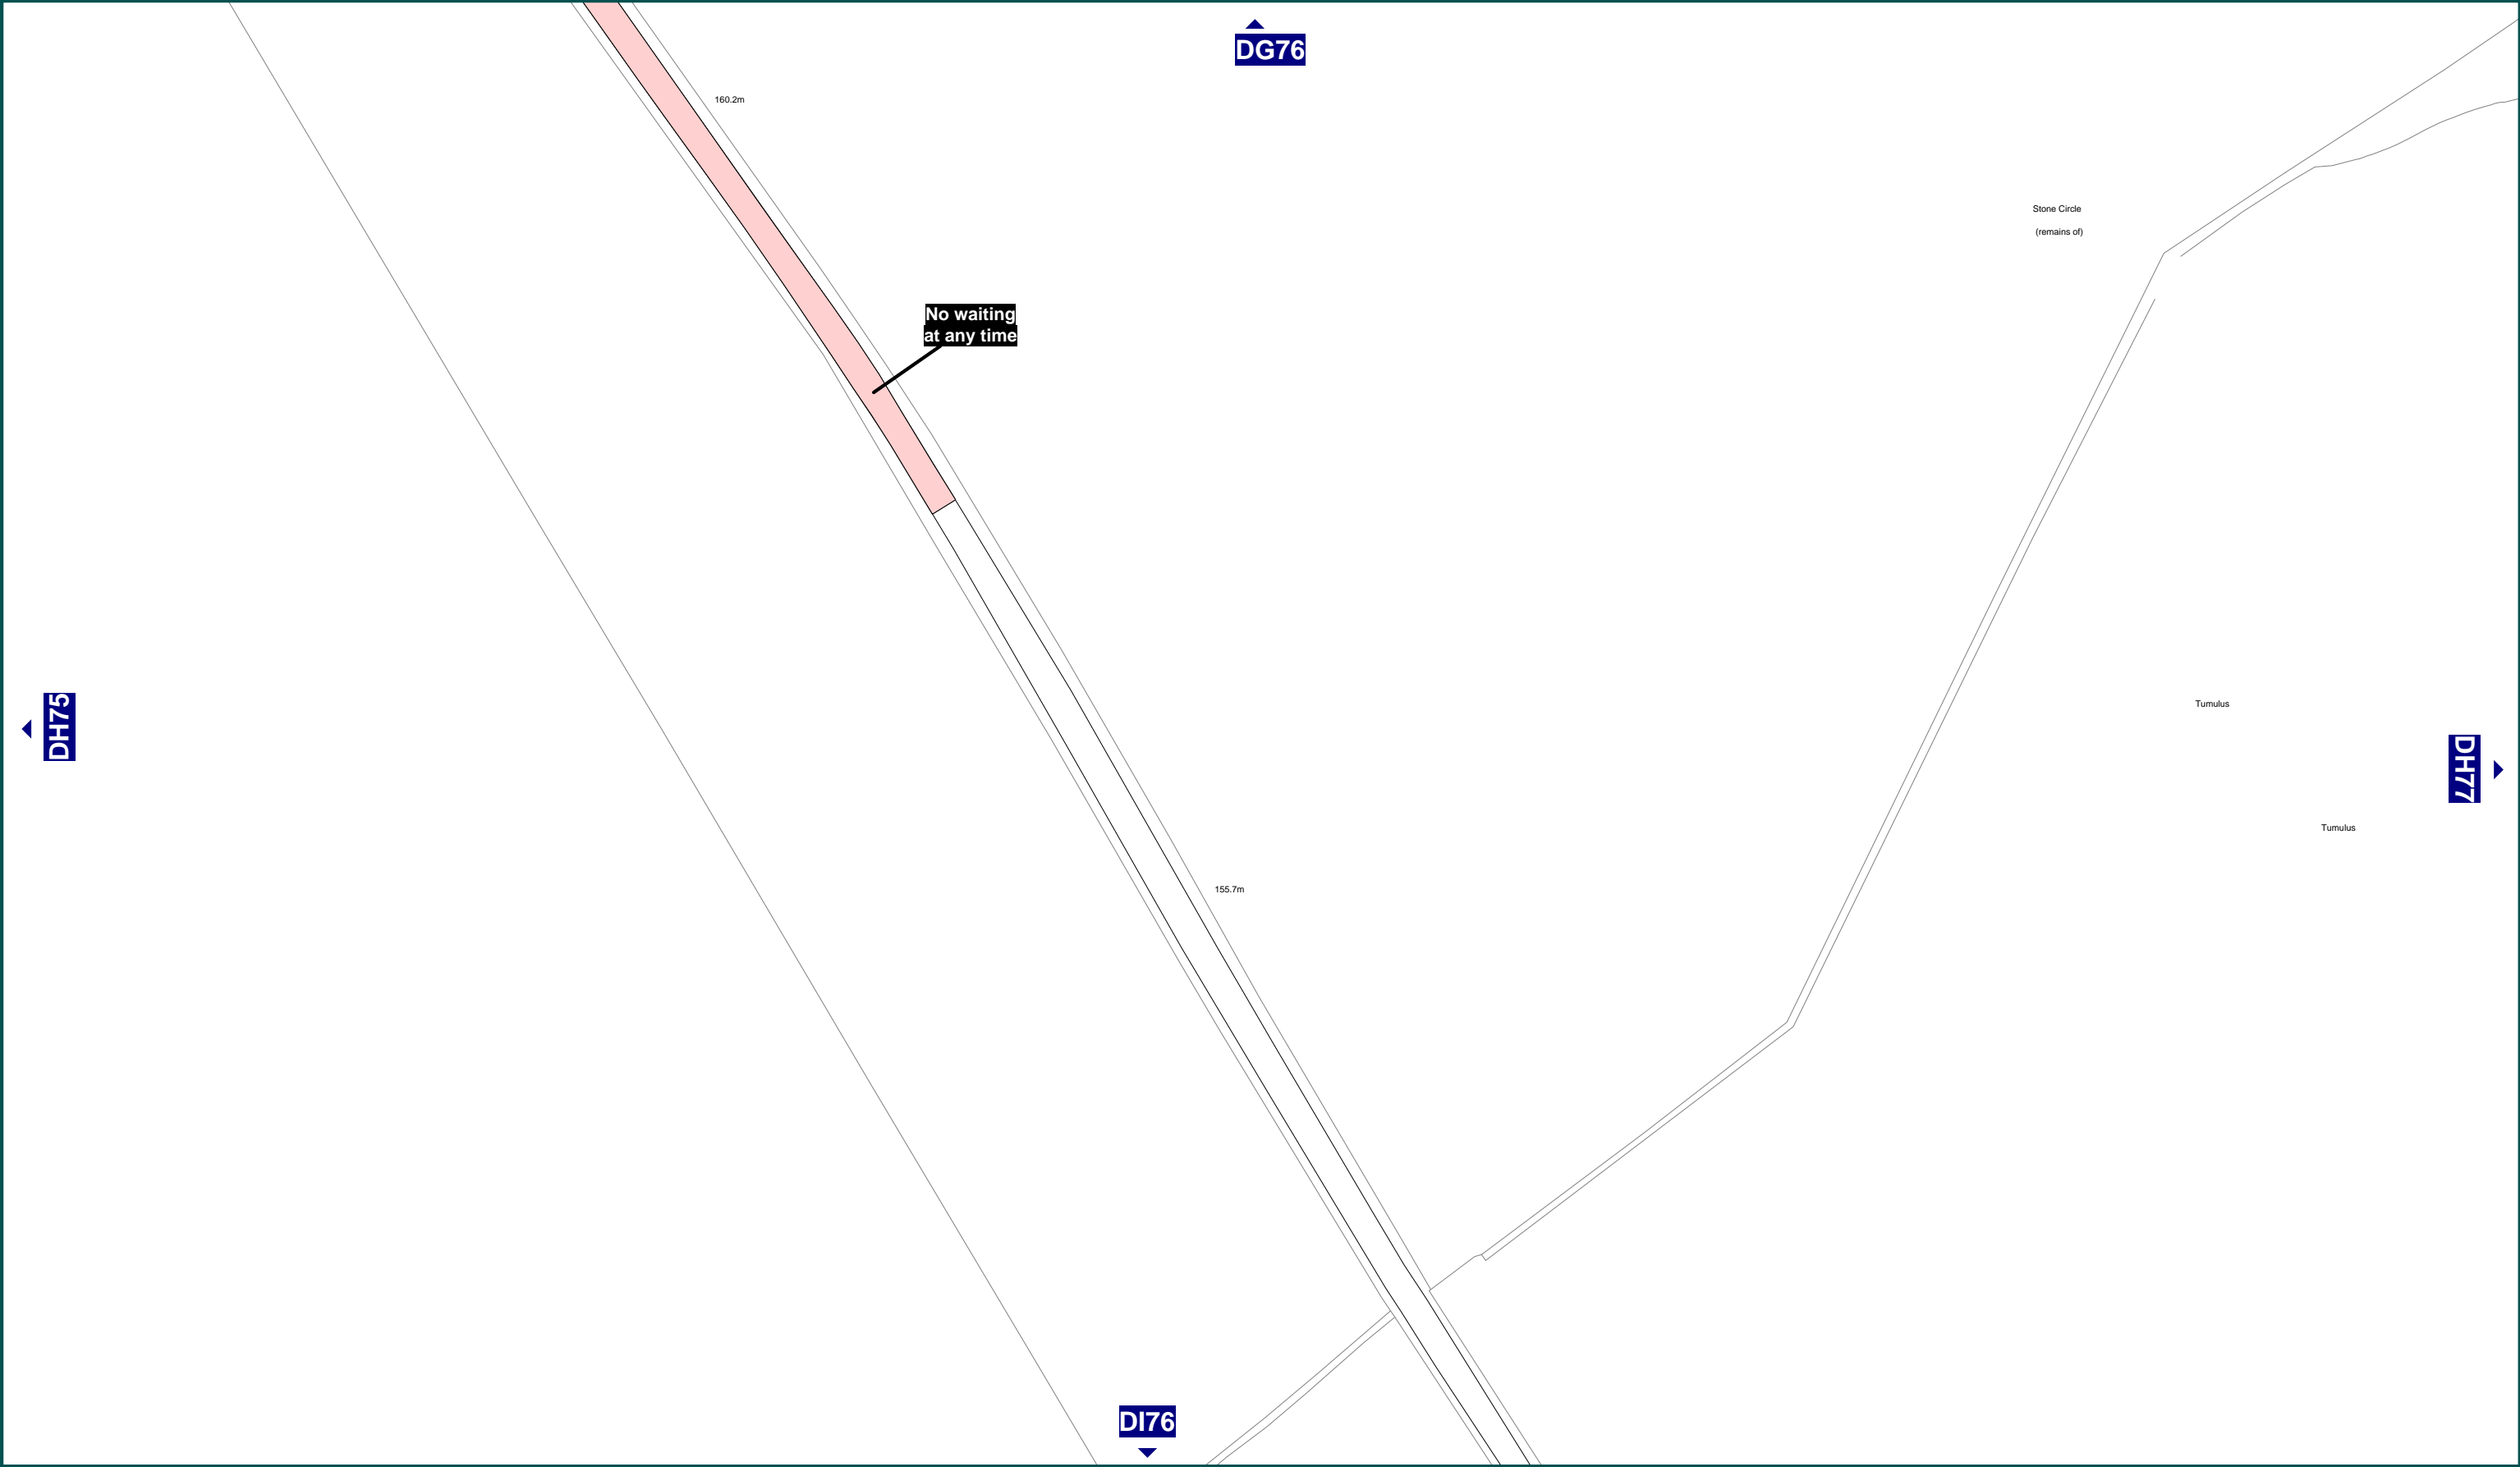 DG76
160.2m
Stone Circle
(remains of)
No waiting
at any time
DH75
Tumulus
DH77
Tumulus
155.7m
DI76